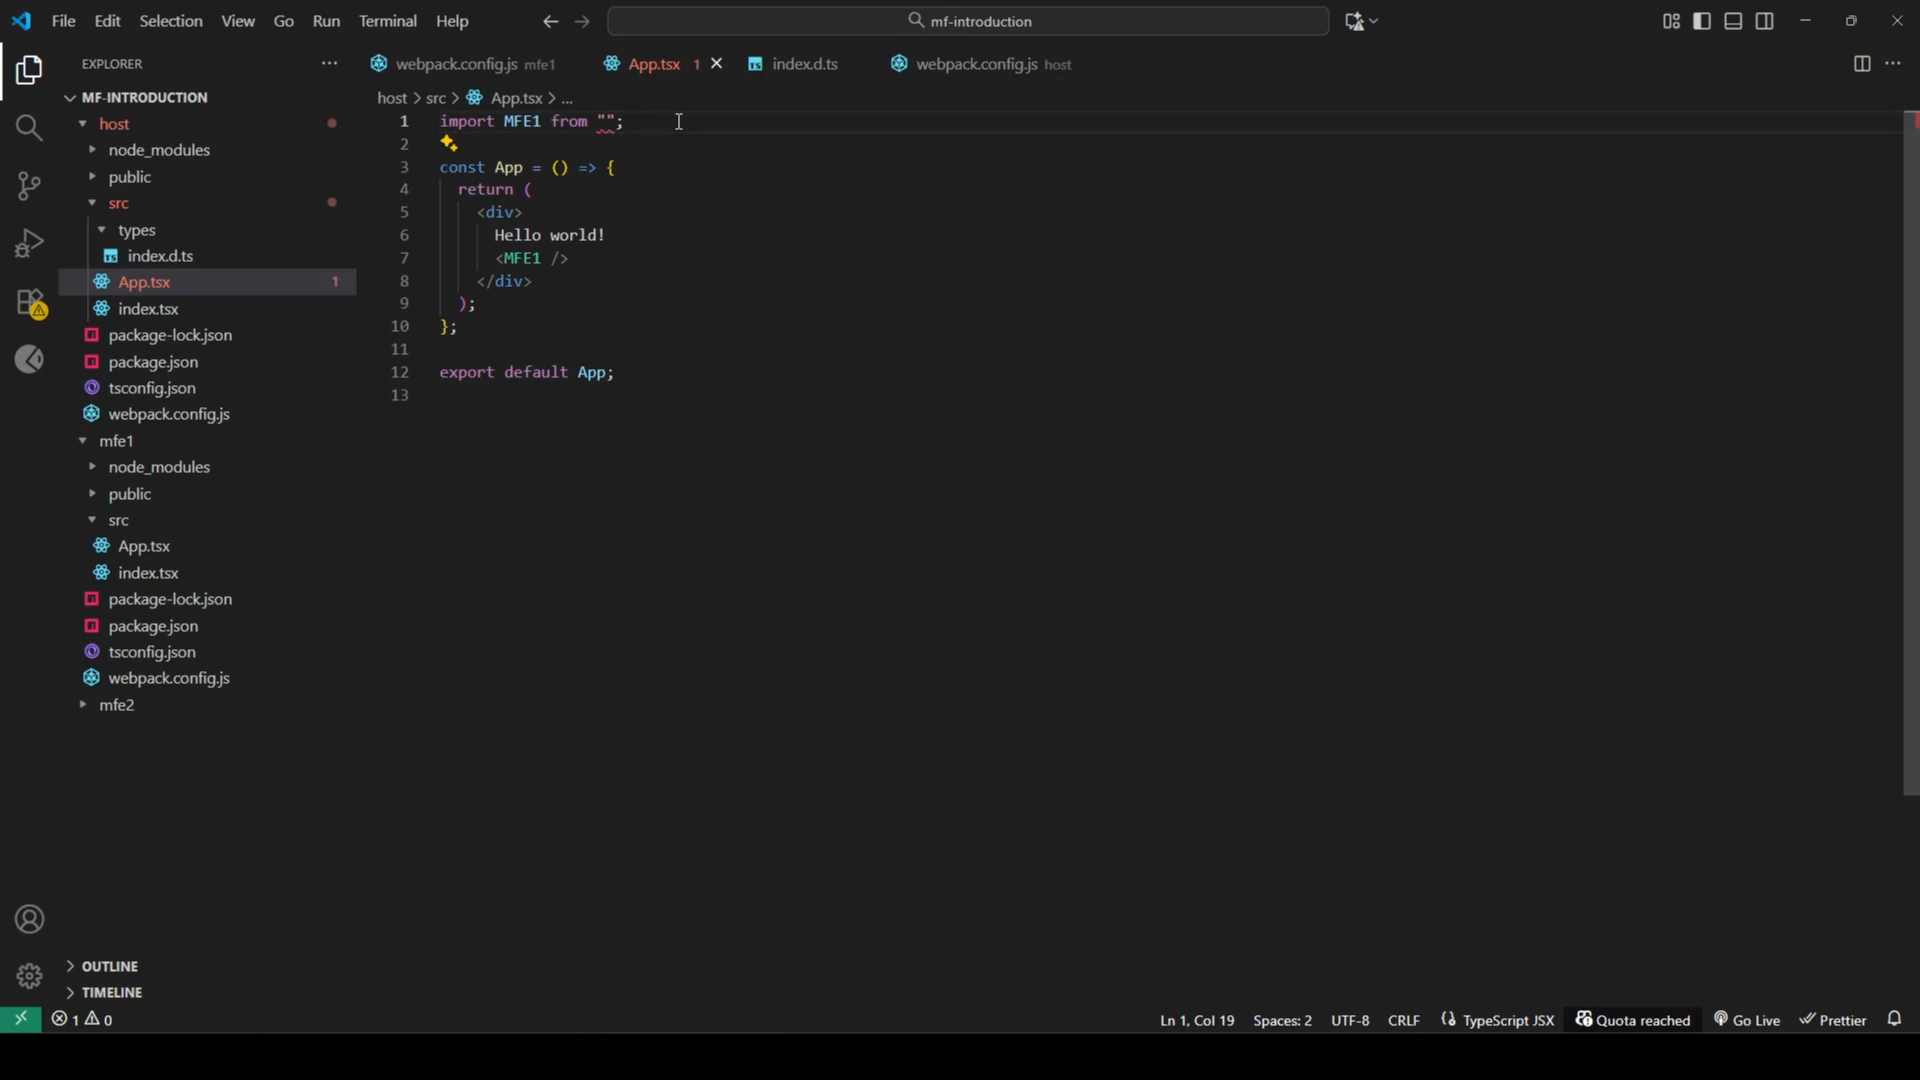 File Edit Selection View Go Run Terminal Help
mf-introduction
EXPLORER
webpack.config.js mfe1
App.tsx 1
index.d.ts
webpack.config.js host
MF-INTRODUCTION
host > src > App.tsx > ...
host
node_modules
public
src
types
index.d.ts
App.tsx 1
index.tsx
package-lock.json
package.json
tsconfig.json
webpack.config.js
mfe1
node_modules
public
src
App.tsx
index.tsx
package-lock.json
package.json
tsconfig.json
webpack.config.js
mfe2
1 import MFE1 from "";
2
3 const App = () => {
4 return (
5 <div>
6 Hello world!
7 <MFE1 />
8 </div>
9 );
10 };
11
12 export default App;
13
OUTLINE
TIMELINE
1 0
Ln 1, Col 19 Spaces: 2 UTF-8 CRLF TypeScript JSX Quota reached Go Live Prettier